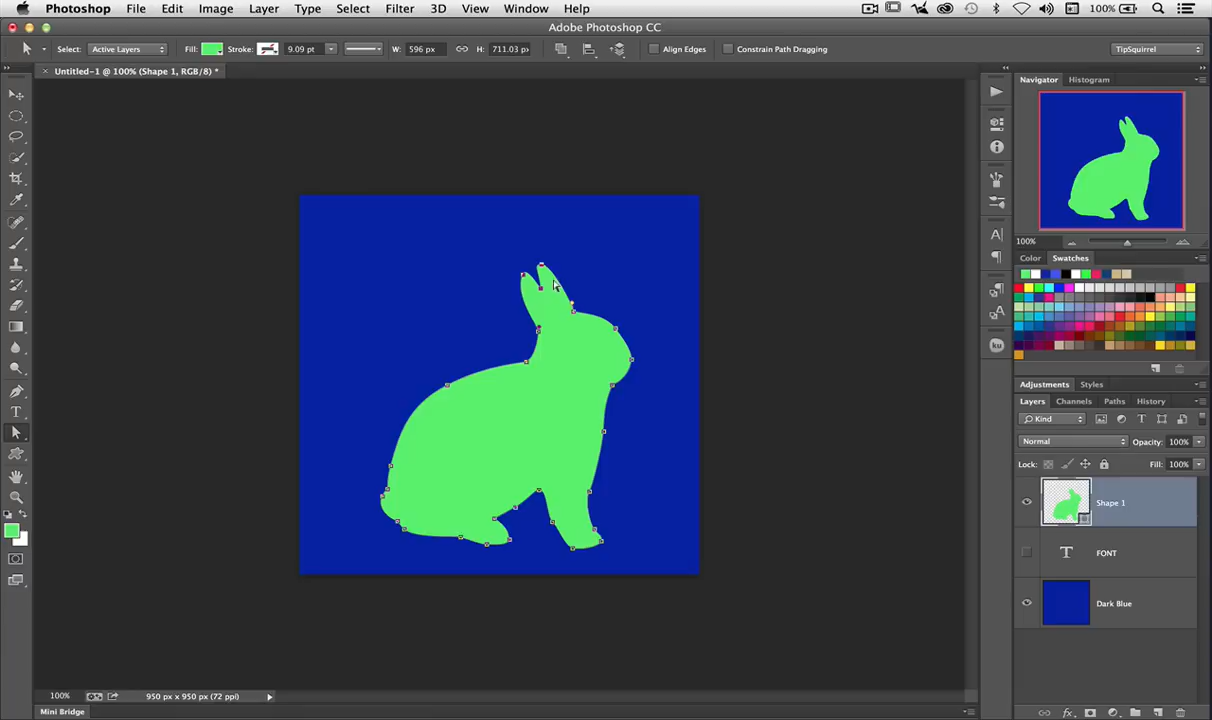 Photoshop File Edit Image Layer Type Select Filter 3D View Window Help 100%
Adobe Photoshop CC
Select: Active Layers Fill: Stroke: 9.09 pt W: 596 px H: 711.03 px Align Edges Constrain Path Dragging TipSquirrel
Untitled-1 @ 100% (Shape 1, RGB/8) *
Navigator Histogram
100%
Color Swatches
ku
Adjustments Styles
Layers Channels Paths History
Kind
Normal Opacity: 100%
Lock: Fill: 100%
Shape 1
T FONT
Dark Blue
100% 950 px x 950 px (72 ppi)
Mini Bridge
fx